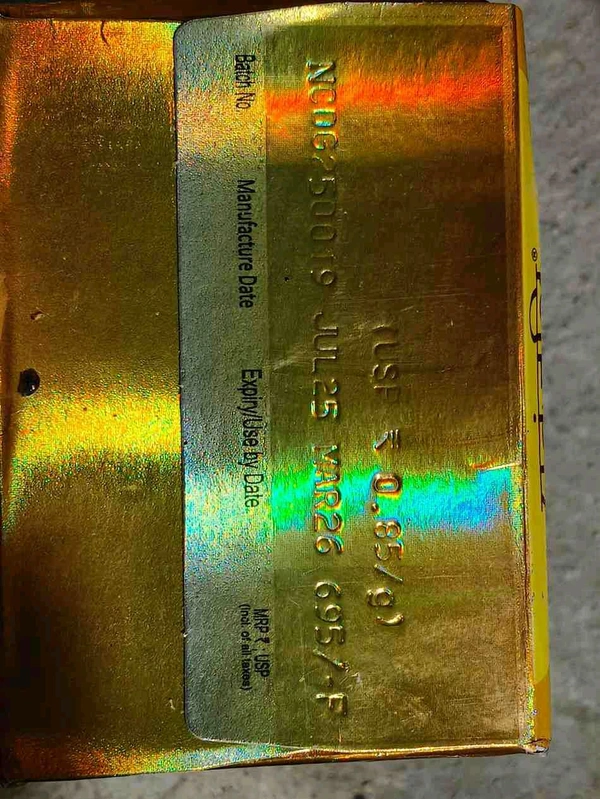 Batch No. Manufacture Date Expiry/Use by Date MRP ₹. USP
(Incl. of all taxes)
NCDG250019 JUL25 MAR26 695/-F
(USP ₹ 0.85/g)